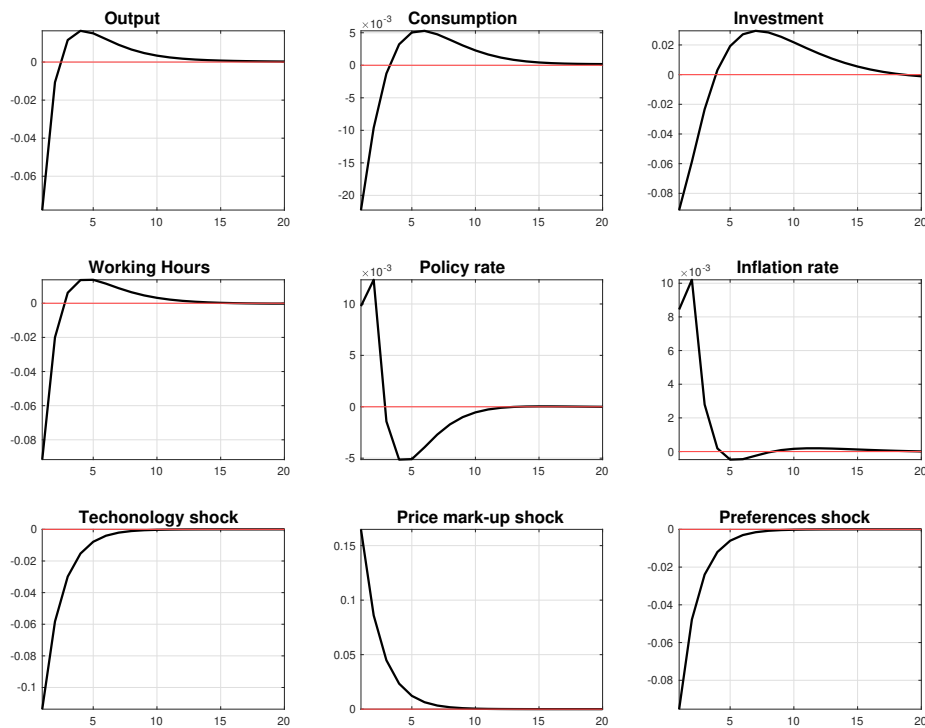 Output
0
-0.02
-0.04
-0.06
5 10 15 20
Consumption
×10⁻³
5
0
-5
-10
-15
-20
5 10 15 20
Investment
0.02
0
-0.02
-0.04
-0.06
-0.08
5 10 15 20
Working Hours
0
-0.02
-0.04
-0.06
-0.08
5 10 15 20
Policy rate
×10⁻³
10
5
0
-5
5 10 15 20
Inflation rate
×10⁻³
10
8
6
4
2
0
5 10 15 20
Techonology shock
0
-0.02
-0.04
-0.06
-0.08
-0.1
5 10 15 20
Price mark-up shock
0.15
0.1
0.05
0
5 10 15 20
Preferences shock
0
-0.02
-0.04
-0.06
-0.08
5 10 15 20